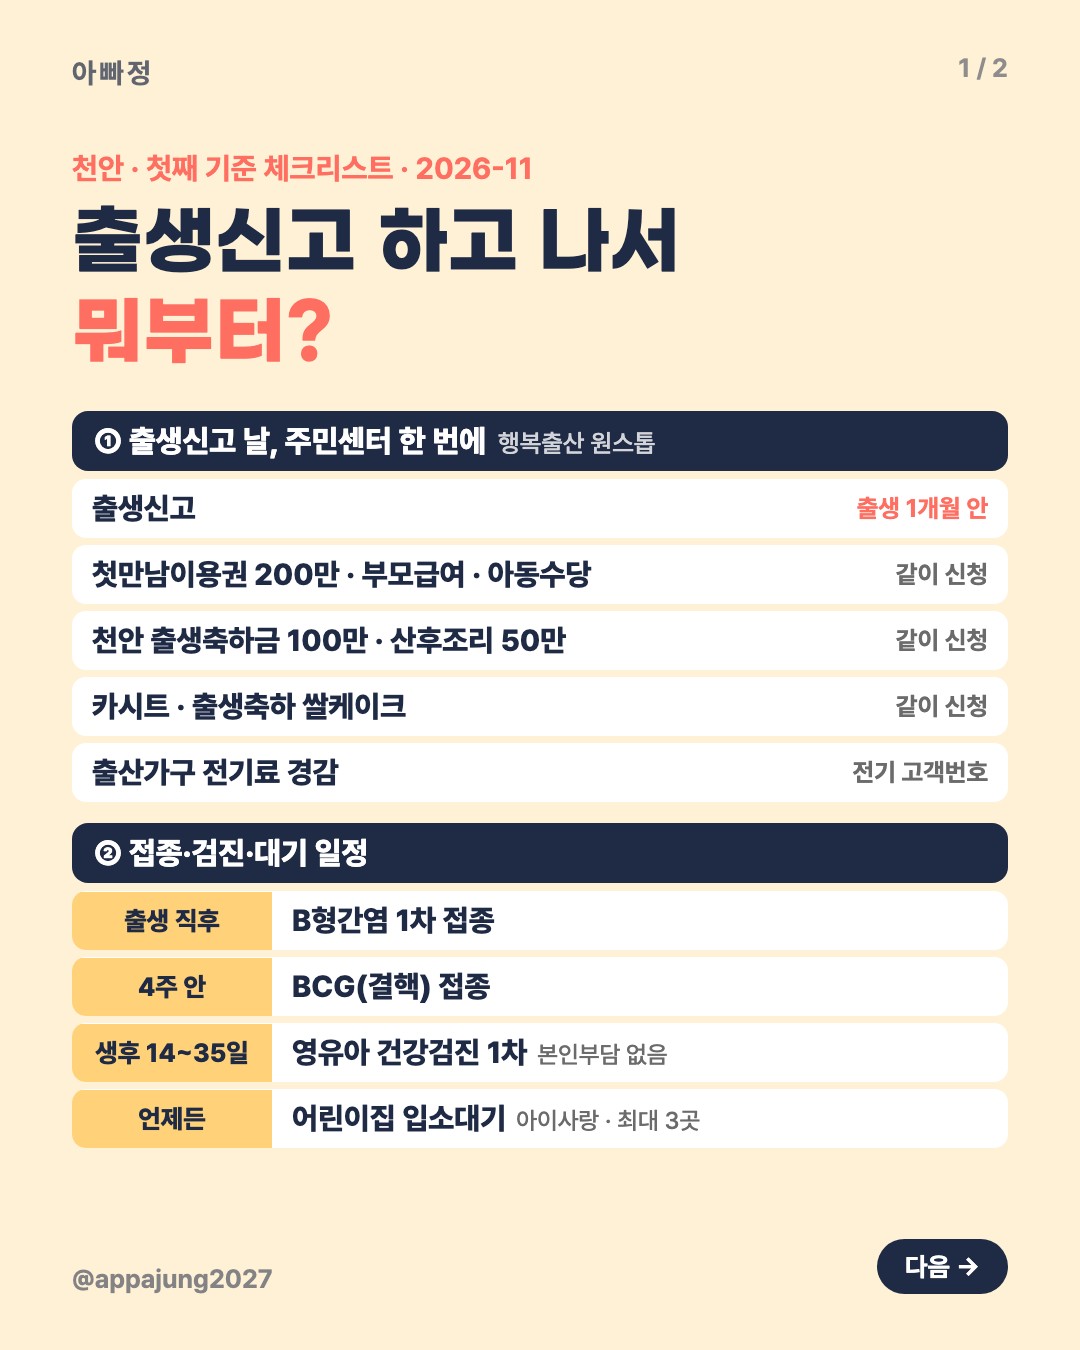 아빠정
1 / 2
천안 · 첫째 기준 체크리스트 · 2026-11
출생신고 하고 나서
뭐부터?
① 출생신고 날, 주민센터 한 번에 행복출산 원스톱
출생신고 출생 1개월 안
첫만남이용권 200만 · 부모급여 · 아동수당 같이 신청
천안 출생축하금 100만 · 산후조리 50만 같이 신청
카시트 · 출생축하 쌀케이크 같이 신청
출산가구 전기료 경감 전기 고객번호
② 접종·검진·대기 일정
출생 직후 B형간염 1차 접종
4주 안 BCG(결핵) 접종
생후 14~35일 영유아 건강검진 1차 본인부담 없음
언제든 어린이집 입소대기 아이사랑 · 최대 3곳
@appajung2027
다음 →